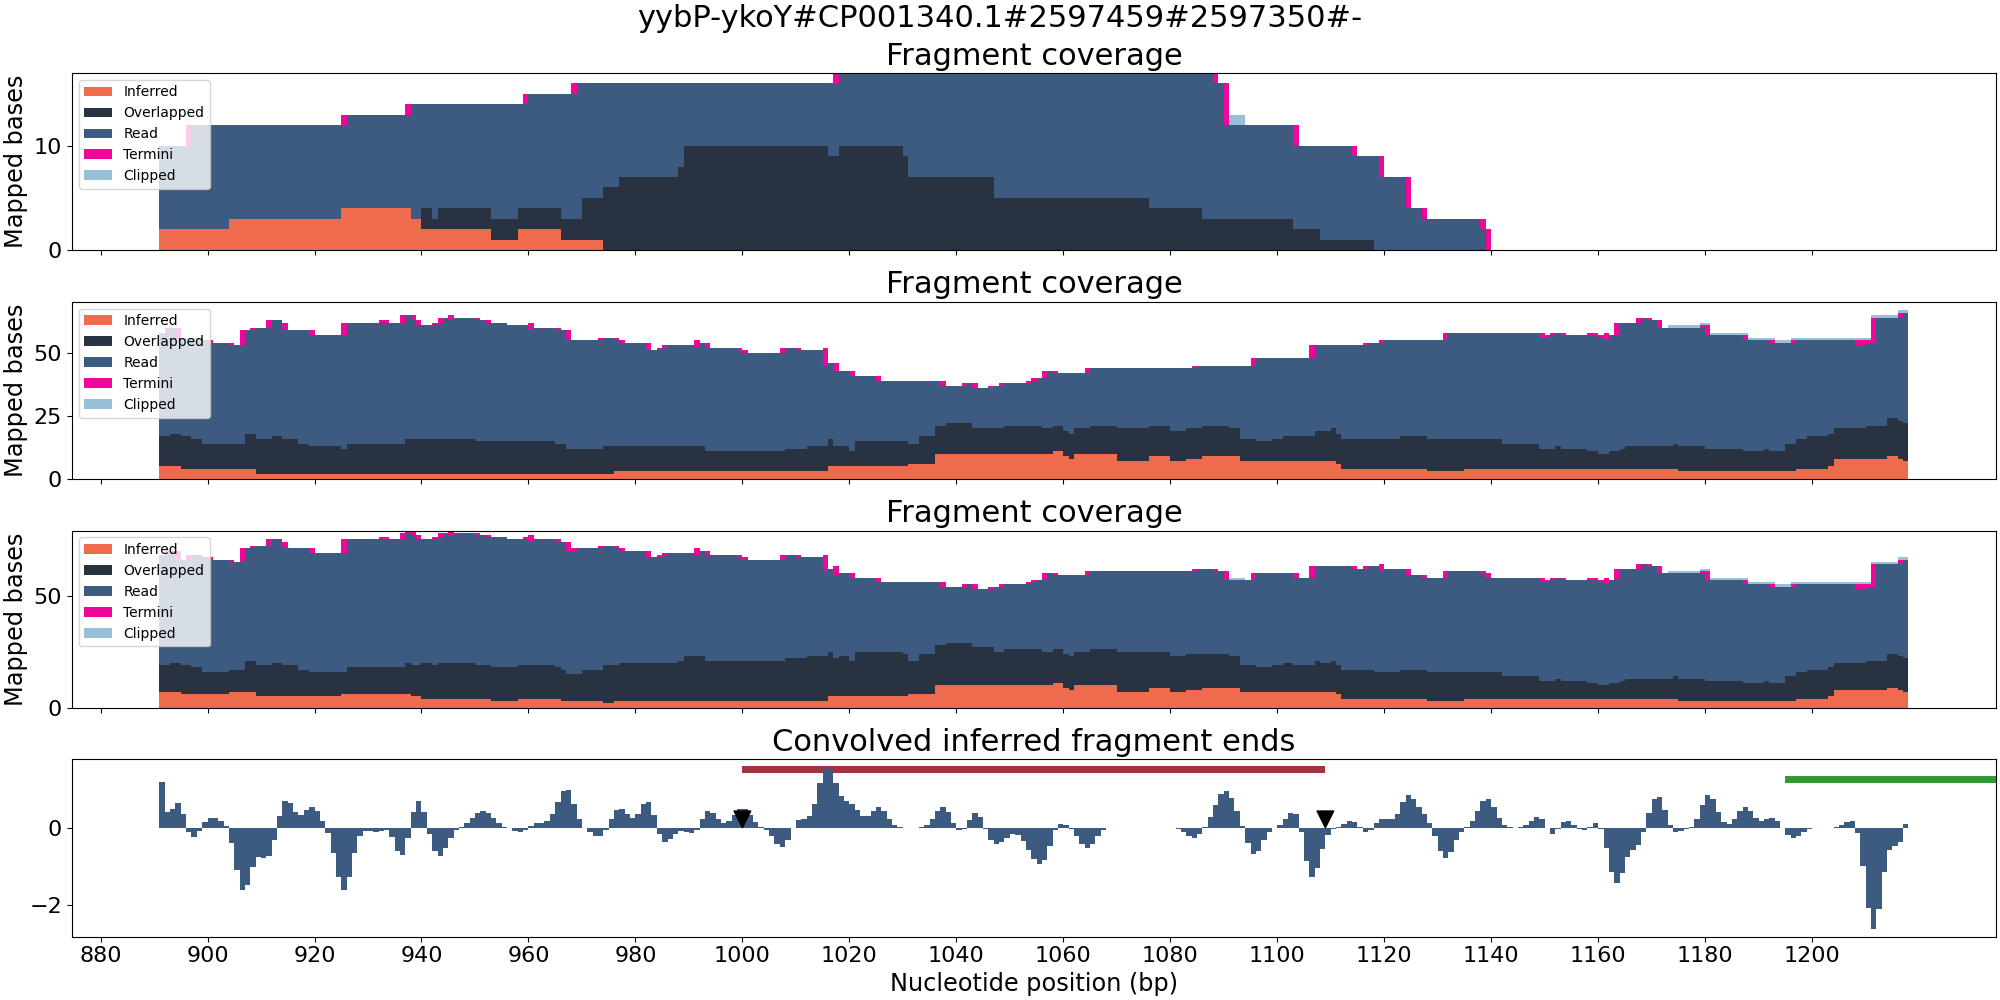 yybP-ykoY#CP001340.1#2597459#2597350#-
Fragment coverage
Mapped bases
10
0
Inferred
Overlapped
Read
Termini
Clipped
Fragment coverage
Mapped bases
50
25
0
Inferred
Overlapped
Read
Termini
Clipped
Fragment coverage
Mapped bases
50
0
Inferred
Overlapped
Read
Termini
Clipped
Convolved inferred fragment ends
0
−2
880 900 920 940 960 980 1000 1020 1040 1060 1080 1100 1120 1140 1160 1180 1200
Nucleotide position (bp)